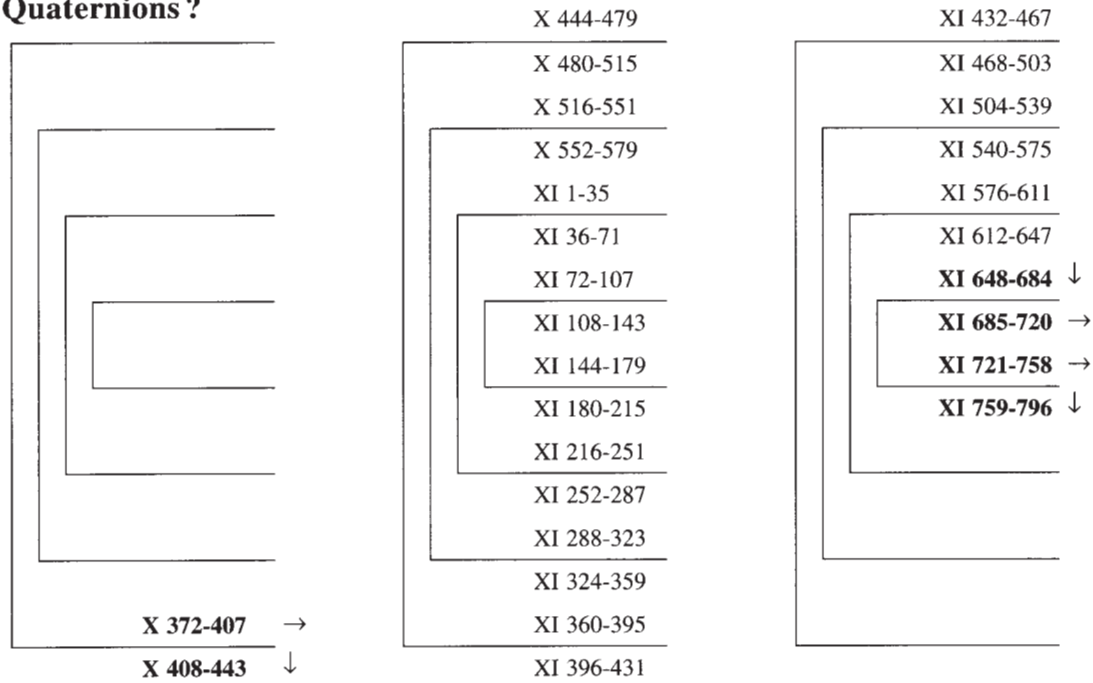 Quaternions ?
X 372-407 →
X 408-443 ↓
X 444-479
X 480-515
X 516-551
X 552-579
XI 1-35
XI 36-71
XI 72-107
XI 108-143
XI 144-179
XI 180-215
XI 216-251
XI 252-287
XI 288-323
XI 324-359
XI 360-395
XI 396-431
XI 432-467
XI 468-503
XI 504-539
XI 540-575
XI 576-611
XI 612-647
XI 648-684 ↓
XI 685-720 →
XI 721-758 →
XI 759-796 ↓